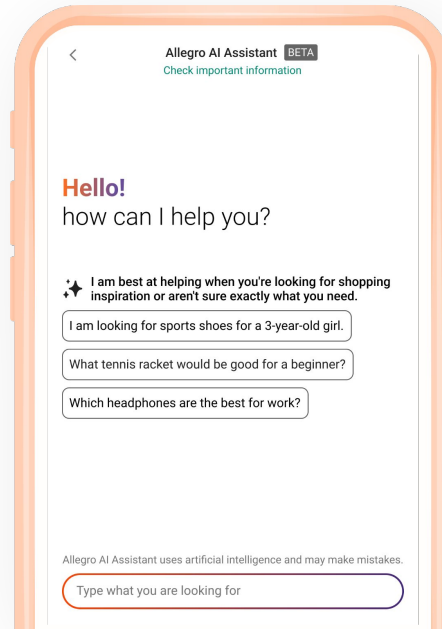 Allegro AI Assistant BETA
Check important information
Hello!
how can I help you?
I am best at helping when you're looking for shopping
inspiration or aren't sure exactly what you need.
I am looking for sports shoes for a 3-year-old girl.
What tennis racket would be good for a beginner?
Which headphones are the best for work?
Allegro AI Assistant uses artificial intelligence and may make mistakes.
Type what you are looking for